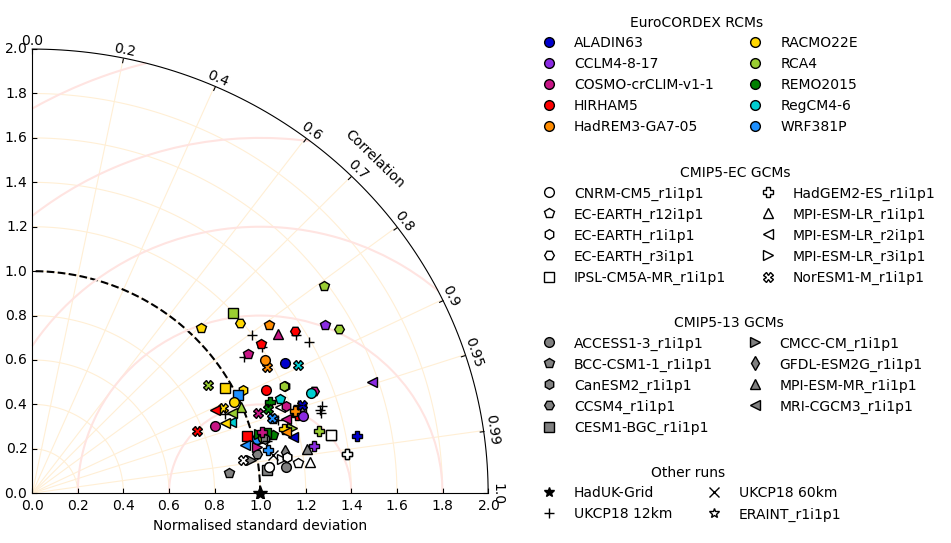 EuroCORDEX RCMs
ALADIN63
CCLM4-8-17
COSMO-crCLIM-v1-1
HIRHAM5
HadREM3-GA7-05
RACMO22E
RCA4
REMO2015
RegCM4-6
WRF381P
CMIP5-EC GCMs
CNRM-CM5_r1i1p1
EC-EARTH_r12i1p1
EC-EARTH_r1i1p1
EC-EARTH_r3i1p1
IPSL-CM5A-MR_r1i1p1
HadGEM2-ES_r1i1p1
MPI-ESM-LR_r1i1p1
MPI-ESM-LR_r2i1p1
MPI-ESM-LR_r3i1p1
NorESM1-M_r1i1p1
CMIP5-13 GCMs
ACCESS1-3_r1i1p1
BCC-CSM1-1_r1i1p1
CanESM2_r1i1p1
CCSM4_r1i1p1
CESM1-BGC_r1i1p1
CMCC-CM_r1i1p1
GFDL-ESM2G_r1i1p1
MPI-ESM-MR_r1i1p1
MRI-CGCM3_r1i1p1
Other runs
HadUK-Grid
UKCP18 12km
UKCP18 60km
ERAINT_r1i1p1
0.0
0.2
0.4
0.6
0.7
0.8
0.9
0.95
0.99
1.0
Correlation
2.0
1.8
1.6
1.4
1.2
1.0
0.8
0.6
0.4
0.2
0.0
0.0 0.2 0.4 0.6 0.8 1.0 1.2 1.4 1.6 1.8 2.0
Normalised standard deviation